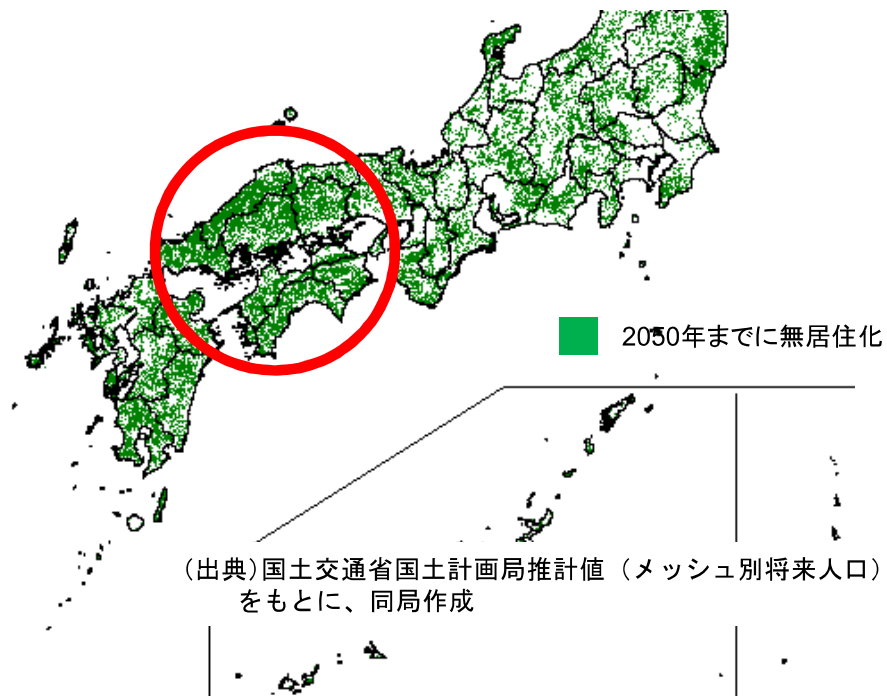 2050年までに無居住化
（出典）国土交通省国土計画局推計値（メッシュ別将来人口）
をもとに、同局作成